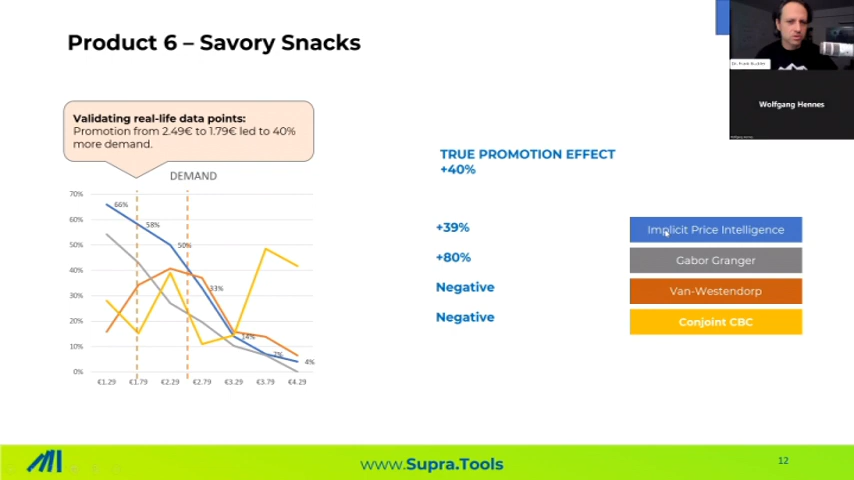 Product 6 – Savory Snacks
Wolfgang Hennes
Validating real-life data points:
Promotion from 2.49€ to 1.79€ led to 40%
more demand.
TRUE PROMOTION EFFECT
+40%
DEMAND
70%
60%
50%
40%
30%
20%
10%
0%
66%
58%
50%
33%
14%
7%
4%
€1.29 €1.79 €2.29 €2.79 €3.29 €3.79 €4.29
+39% Implicit Price Intelligence
+80% Gabor Granger
Negative Van-Westendorp
Negative Conjoint CBC
www.Supra.Tools
12